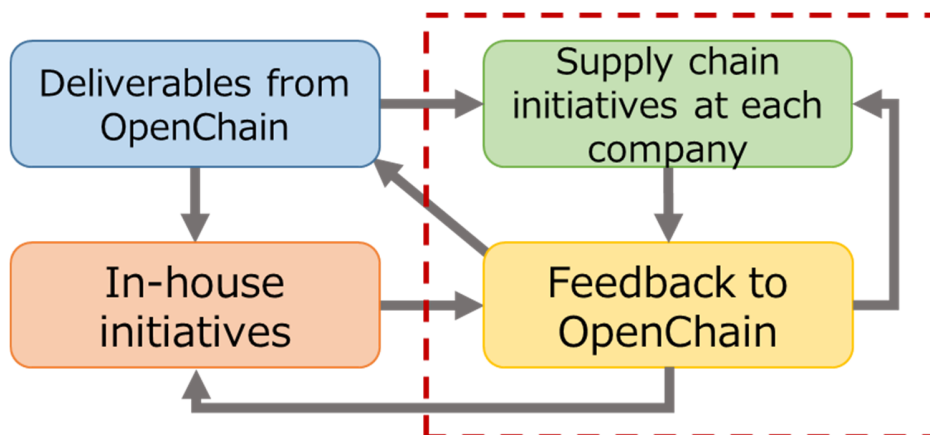 Deliverables from
OpenChain
Supply chain
initiatives at each
company
In-house
initiatives
Feedback to
OpenChain